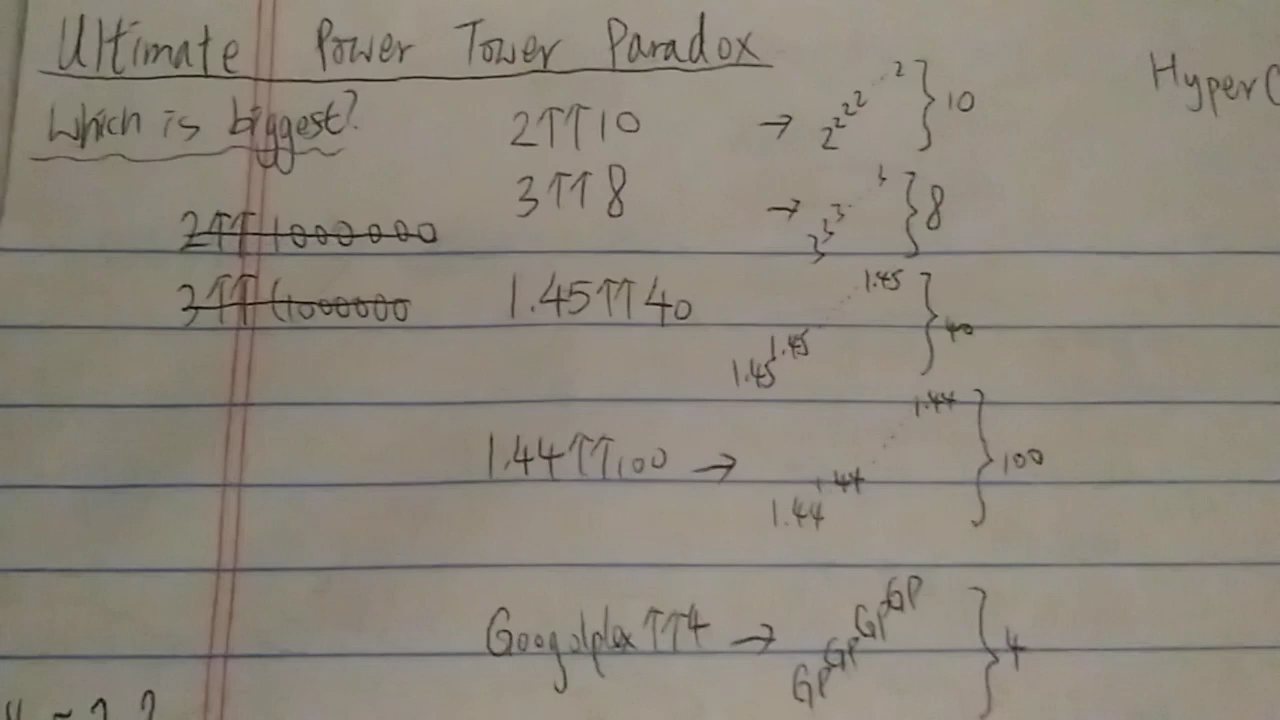 Ultimate Power Tower Paradox
Which is biggest?
2↑↑10 → 2^2^2^2 ... 2 } 10
Hyper
3↑↑8 → 3^3^3 ... 3 } 8
2↑↑1000000
3↑↑(1000000
1.45↑↑40
1.45^1.45 ... 1.45 } 40
1.44↑↑100 → 1.44^1.44 ... 1.44 } 100
Googolplex↑↑4 → GP^GP^GP^GP } 4